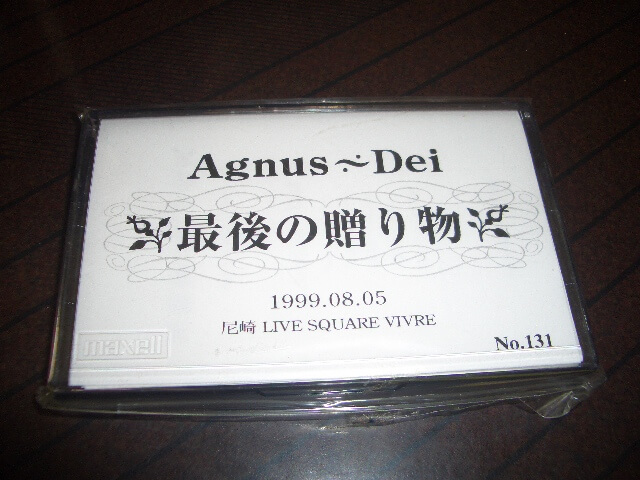 Agnus~Dei
最後の贈り物
1999.08.05
尼崎 LIVE SQUARE VIVRE
maxell
No.131